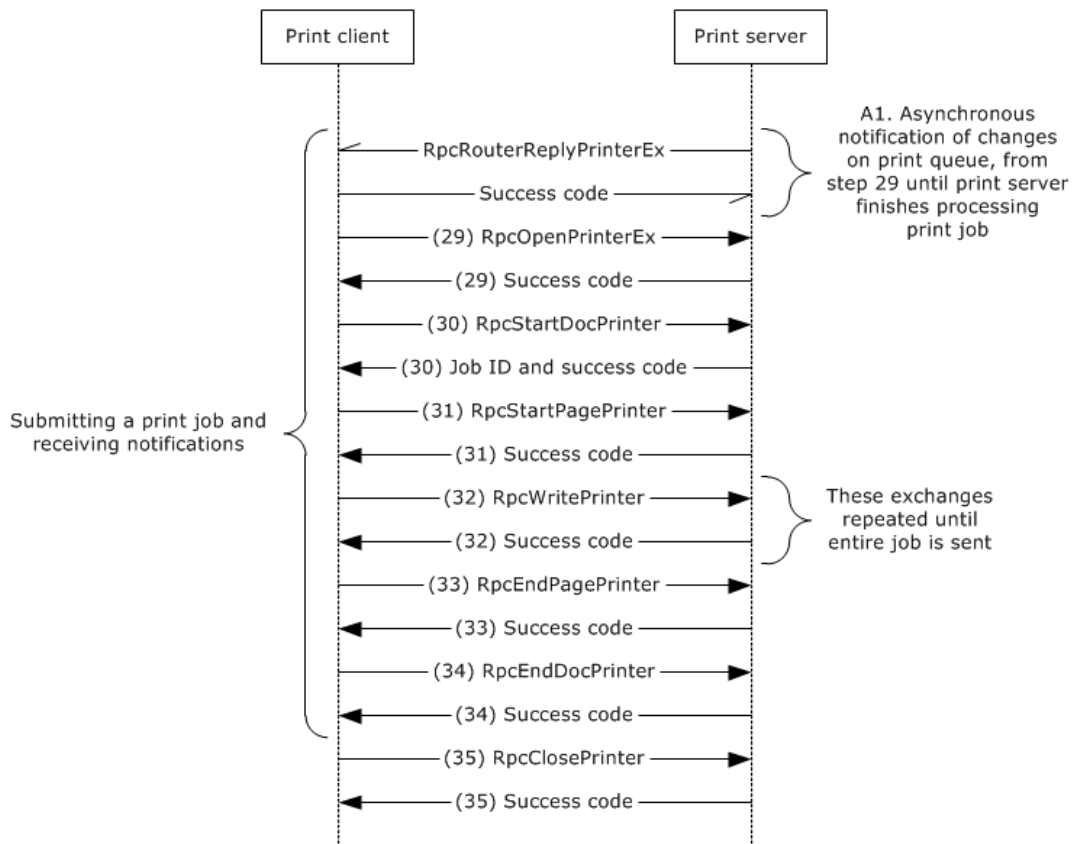 Print client
Print server
A1. Asynchronous
notification of changes
on print queue, from
step 29 until print server
finishes processing
print job
RpcRouterReplyPrinterEx
Success code
(29) RpcOpenPrinterEx
(29) Success code
(30) RpcStartDocPrinter
(30) Job ID and success code
Submitting a print job and
receiving notifications
(31) RpcStartPagePrinter
(31) Success code
(32) RpcWritePrinter
(32) Success code
These exchanges
repeated until
entire job is sent
(33) RpcEndPagePrinter
(33) Success code
(34) RpcEndDocPrinter
(34) Success code
(35) RpcClosePrinter
(35) Success code